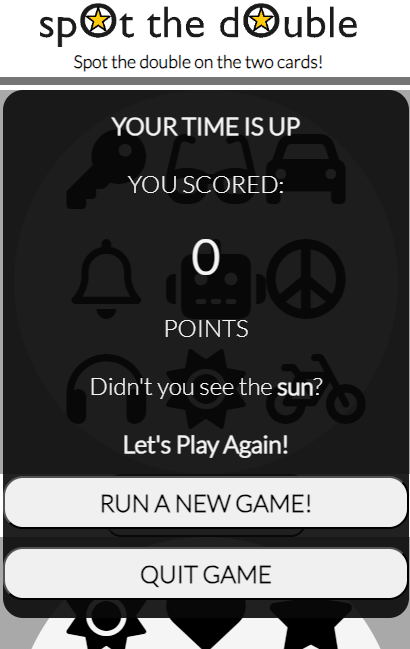 spot the double
Spot the double on the two cards!
YOUR TIME IS UP
YOU SCORED:
0
POINTS
Didn't you see the sun?
Let's Play Again!
RUN A NEW GAME!
QUIT GAME